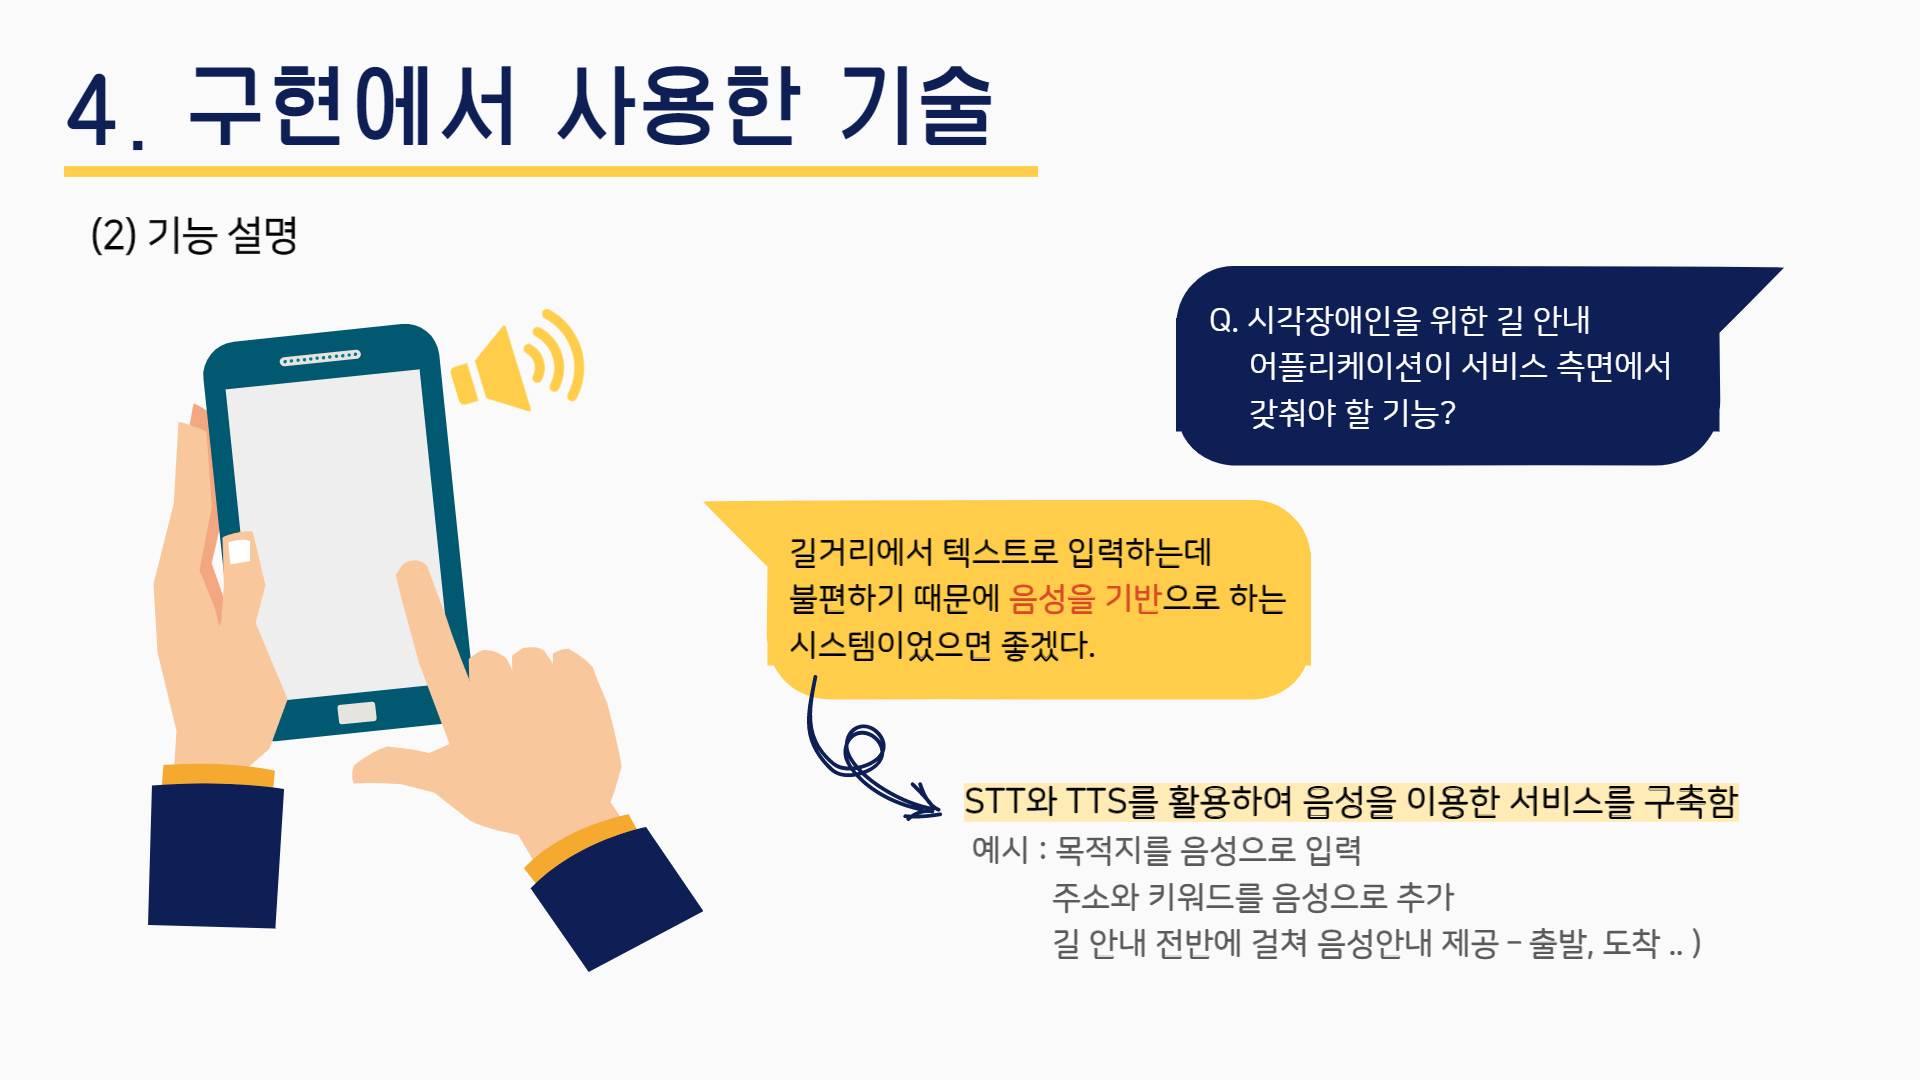 4. 구현에서 사용한 기술
(2) 기능 설명
Q. 시각장애인을 위한 길 안내
어플리케이션이 서비스 측면에서
갖춰야 할 기능?
길거리에서 텍스트로 입력하는데
불편하기 때문에 음성을 기반으로 하는
시스템이었으면 좋겠다.
STT와 TTS를 활용하여 음성을 이용한 서비스를 구축함
예시 : 목적지를 음성으로 입력
주소와 키워드를 음성으로 추가
길 안내 전반에 걸쳐 음성안내 제공 - 출발, 도착 .. )